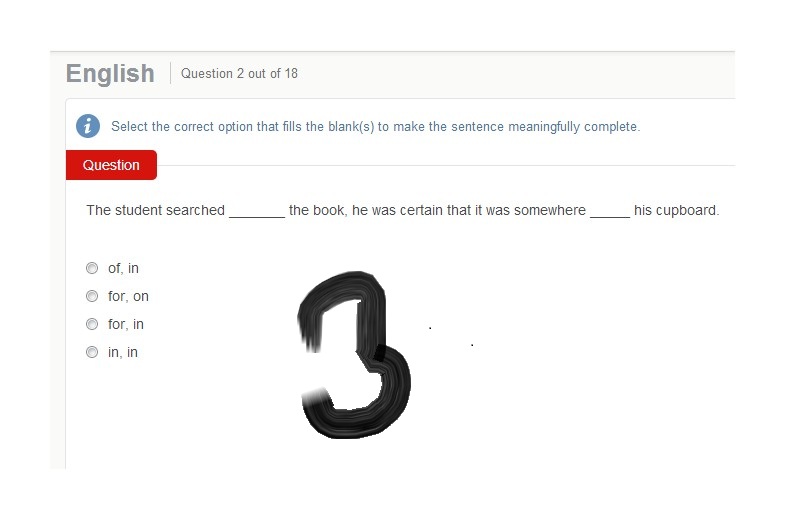 English
Question 2 out of 18
i
Select the correct option that fills the blank(s) to make the sentence meaningfully complete.
Question
The student searched _______ the book, he was certain that it was somewhere _____ his cupboard.
of, in
for, on
for, in
in, in
3